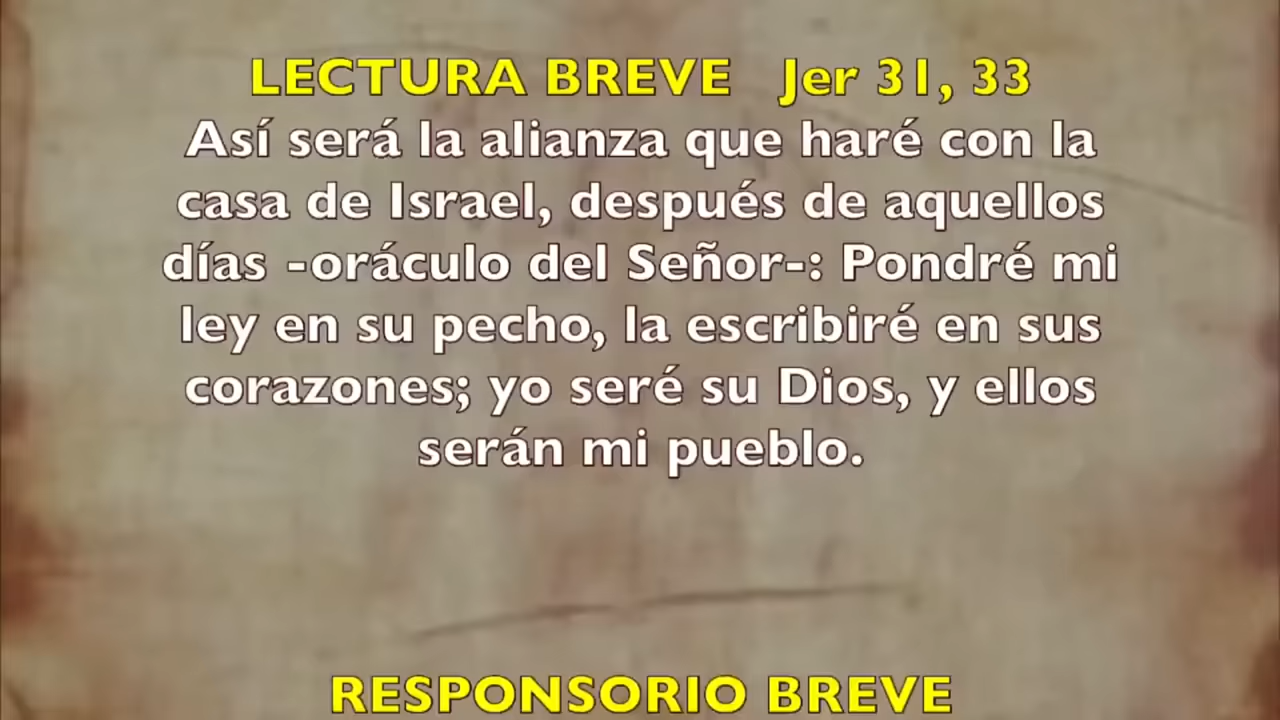 LECTURA BREVE Jer 31, 33
Así será la alianza que haré con la
casa de Israel, después de aquellos
días -oráculo del Señor-: Pondré mi
ley en su pecho, la escribiré en sus
corazones; yo seré su Dios, y ellos
serán mi pueblo.
RESPONSORIO BREVE